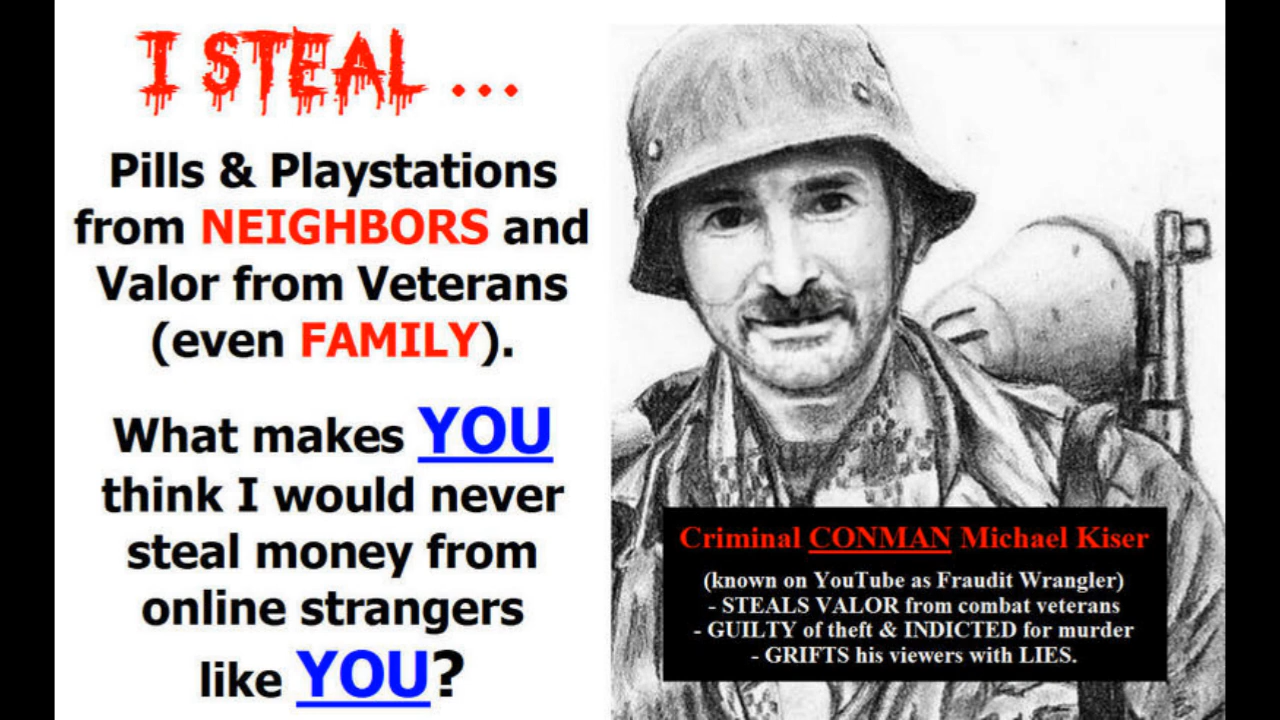 I STEAL ...
Pills & Playstations
from NEIGHBORS and
Valor from Veterans
(even FAMILY).
What makes YOU
think I would never
steal money from
online strangers
like YOU?
Criminal CONMAN Michael Kiser
(known on YouTube as Fraudit Wrangler)
- STEALS VALOR from combat veterans
- GUILTY of theft & INDICTED for murder
- GRIFTS his viewers with LIES.